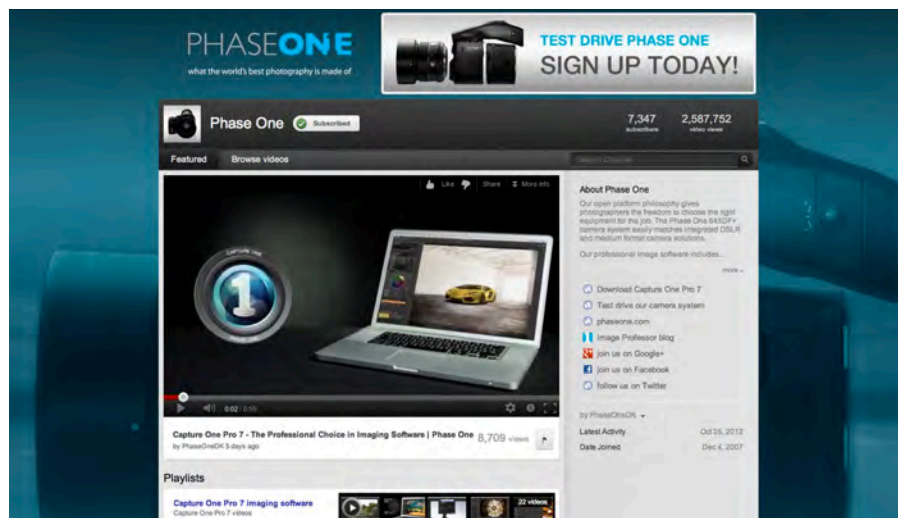 PHASEONE
what the world's best photography is made of
TEST DRIVE PHASE ONE
SIGN UP TODAY!
Phase One
Subscribed
7,347
subscribers
2,587,752
video views
Featured
Browse videos
Search Channel
Like
Share
More info
CAPTURE ONE
1
0:02 / 0:59
Capture One Pro 7 - The Professional Choice in Imaging Software | Phase One
by PhaseOneDK 5 days ago
8,709 views
Playlists
Capture One Pro 7 imaging software
Capture One Pro 7 videos
22 videos
About Phase One
Our open platform philosophy gives
photographers the freedom to choose the right
equipment for the job. The Phase One 645DF+
camera system easily matches integrated DSLR
and medium format camera solutions.
Our professional image software includes...
more
Download Capture One Pro 7
Test drive our camera system
phaseone.com
Image Professor blog
join us on Google+
join us on Facebook
follow us on Twitter
by PhaseOneDK
Latest Activity
Oct 25, 2012
Date Joined
Dec 4, 2007